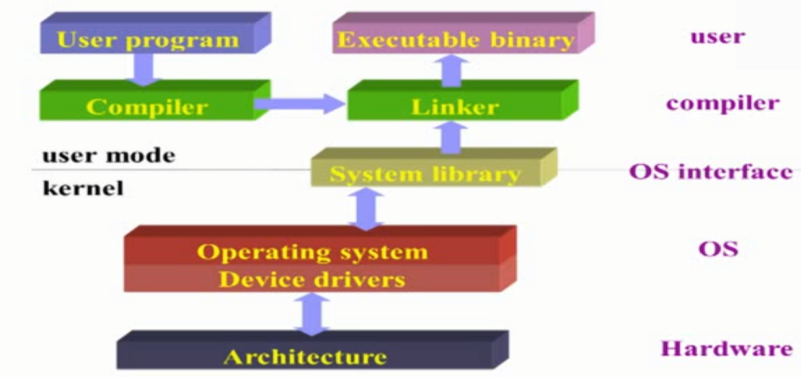 User program
Executable binary
user
Compiler
Linker
compiler
user mode
System library
OS interface
kernel
Operating system
OS
Device drivers
Architecture
Hardware